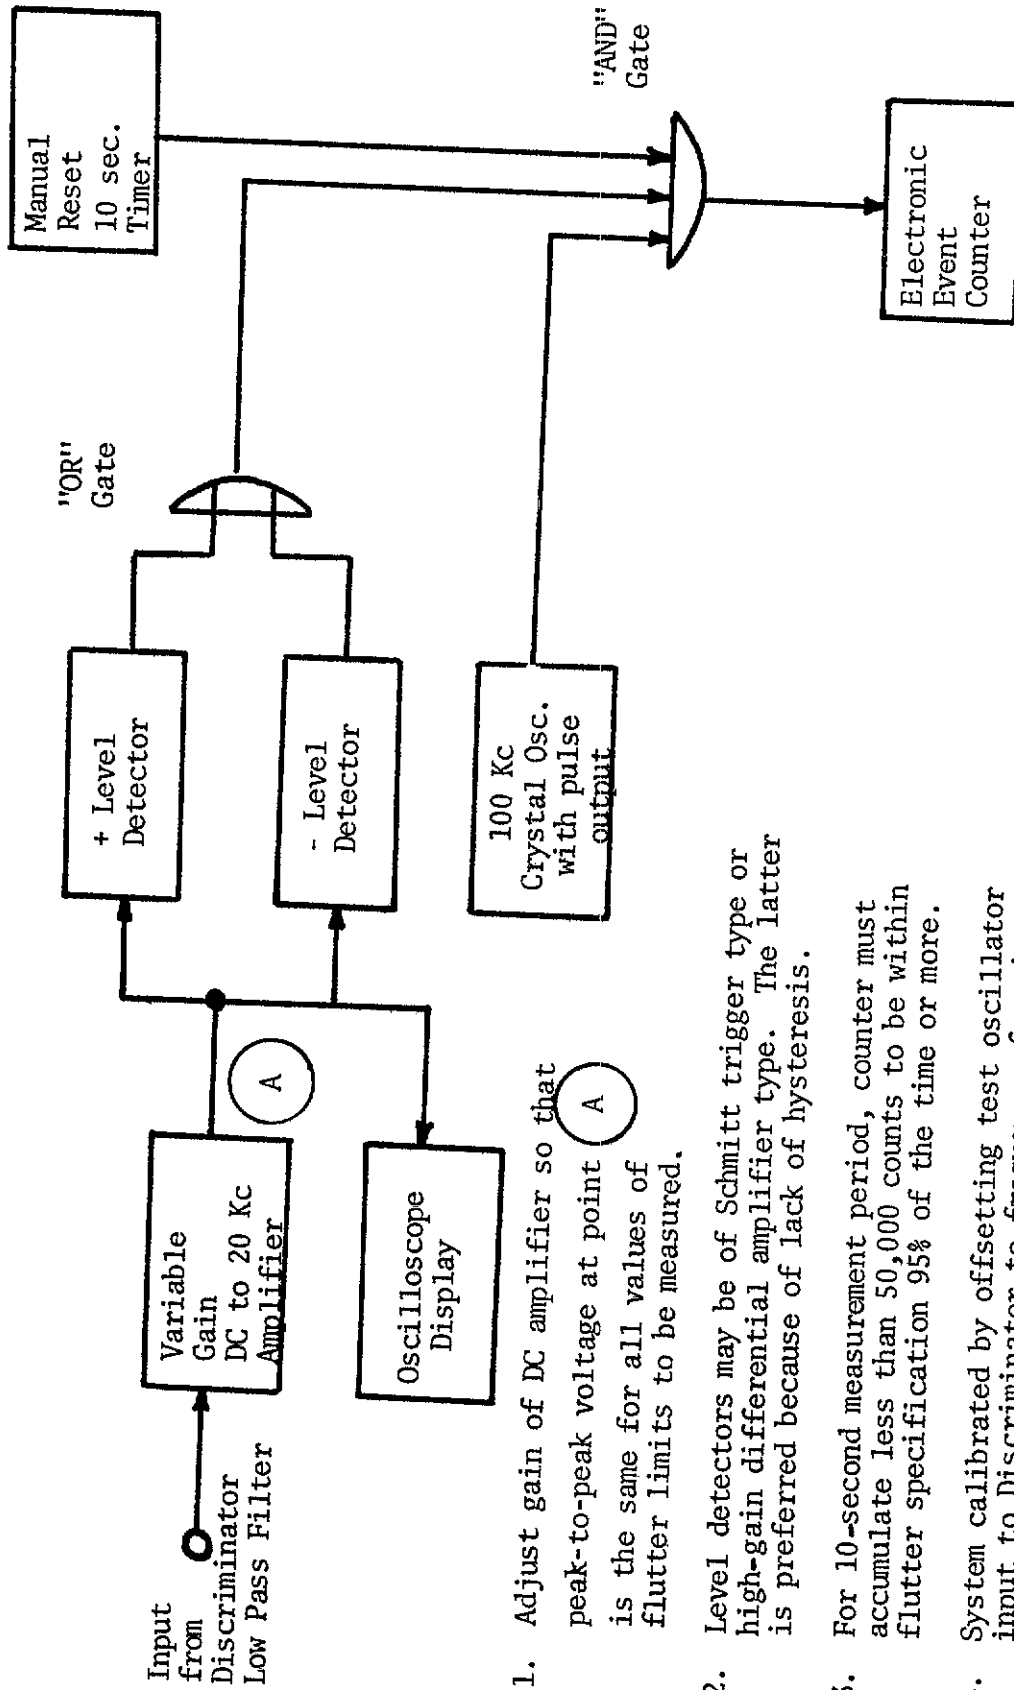 Input
from
Discriminator
Low Pass Filter
Variable
Gain
DC to 20 Kc
Amplifier
A
Oscilloscope
Display
+ Level
Detector
- Level
Detector
100 Kc
Crystal Osc.
with pulse
output
"OR"
Gate
Manual
Reset
10 sec.
Timer
"AND"
Gate
Electronic
Event
Counter
1. Adjust gain of DC amplifier so that
peak-to-peak voltage at point A
is the same for all values of
flutter limits to be measured.
2. Level detectors may be of Schmitt trigger type or
high-gain differential amplifier type. The latter
is preferred because of lack of hysteresis.
3. For 10-second measurement period, counter must
accumulate less than 50,000 counts to be within
flutter specification 95% of the time or more.
System calibrated by offsetting test oscillator
input to Discriminator to